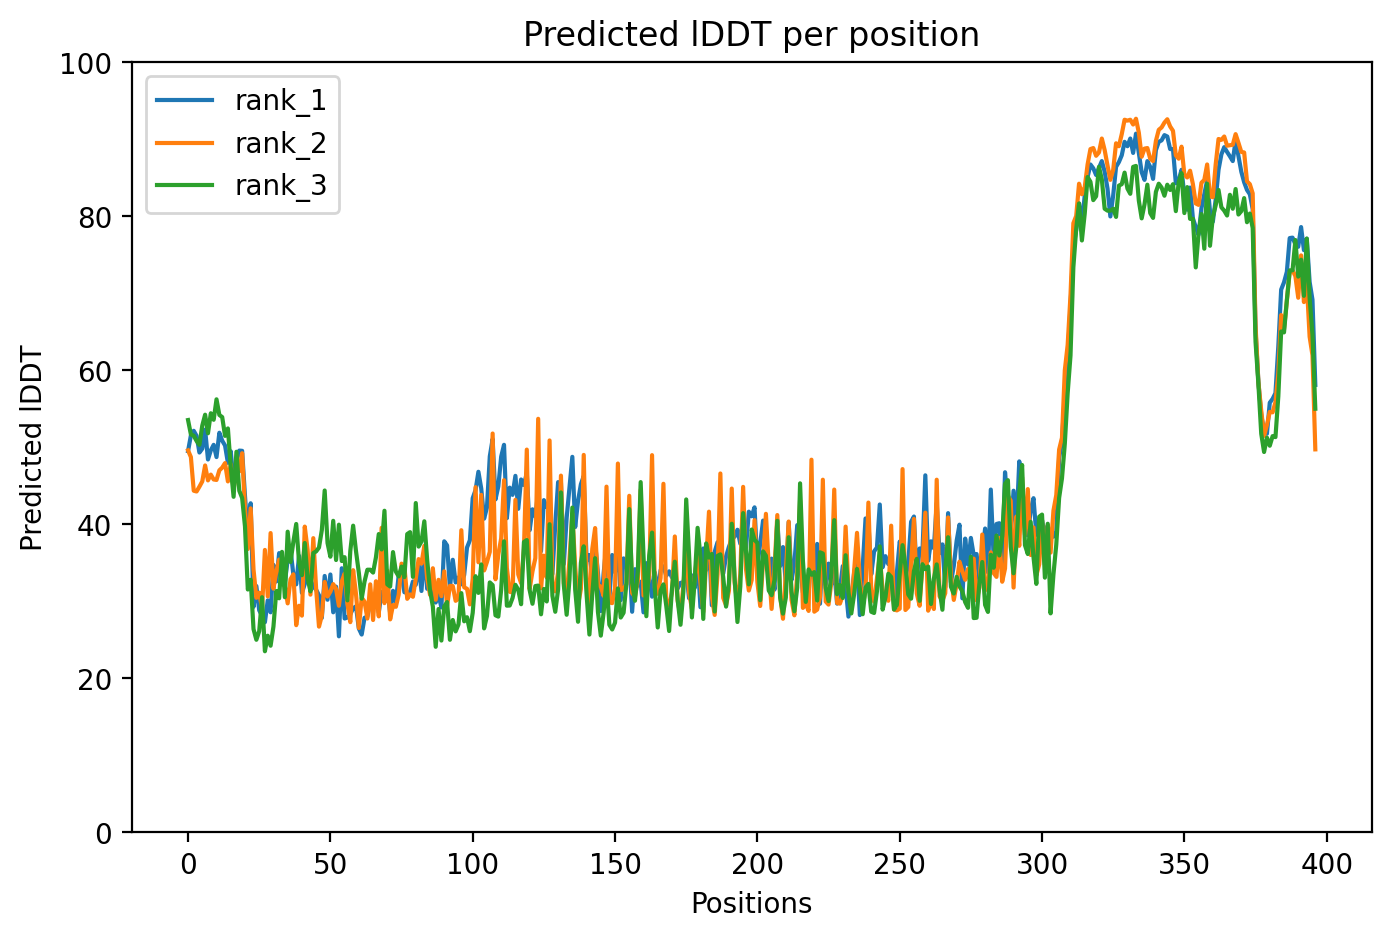 Predicted lDDT per position
100
80
60
40
20
0
Predicted lDDT
rank_1
rank_2
rank_3
0 50 100 150 200 250 300 350 400
Positions